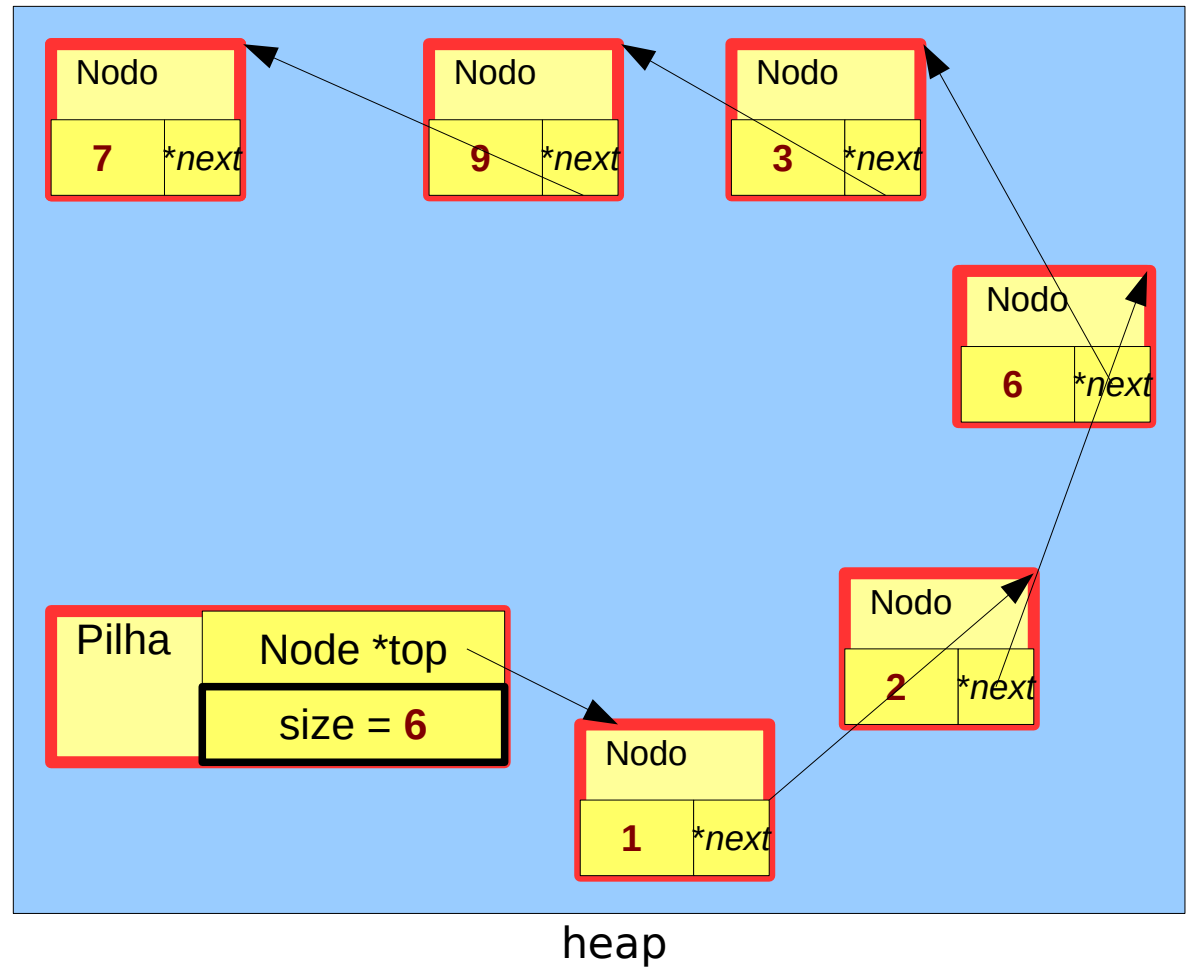 Nodo
7 *next
Nodo
9 *next
Nodo
3 *next
Nodo
6 *next
Nodo
2 *next
Pilha
Node *top
size = 6
Nodo
1 *next
heap